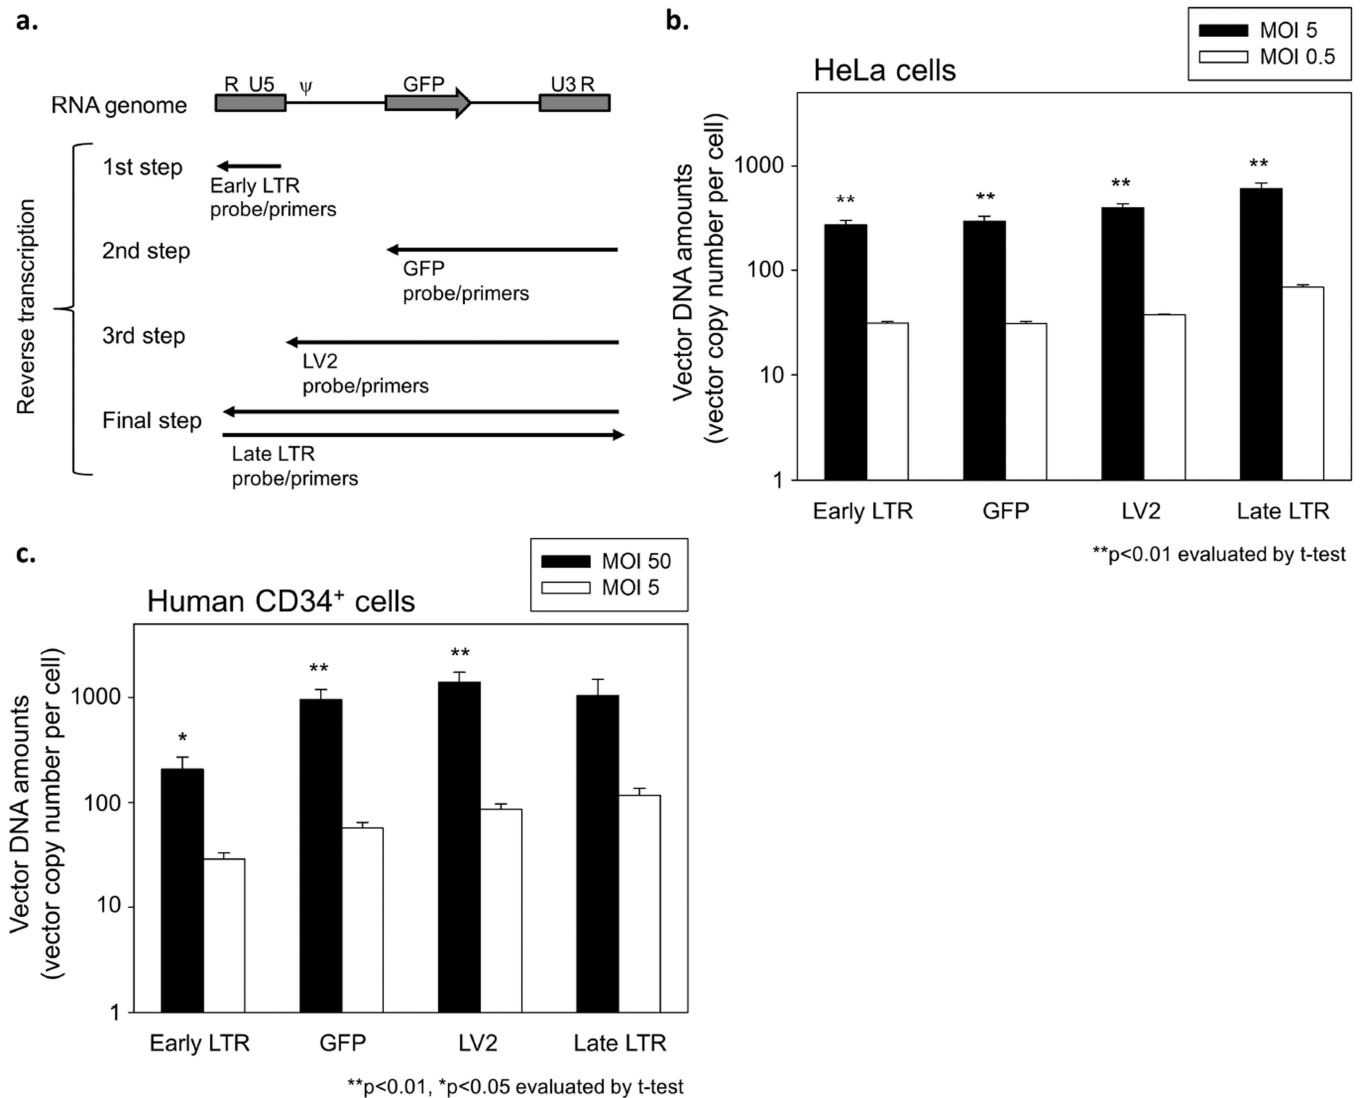 a.
R U5 ψ GFP U3 R
RNA genome
Reverse transcription
1st step
Early LTR
probe/primers
2nd step
GFP
probe/primers
3rd step
LV2
probe/primers
Final step
Late LTR
probe/primers
b.
MOI 5
MOI 0.5
HeLa cells
Vector DNA amounts
(vector copy number per cell)
1000
100
10
1
** ** ** **
Early LTR GFP LV2 Late LTR
**p<0.01 evaluated by t-test
c.
MOI 50
MOI 5
Human CD34+ cells
Vector DNA amounts
(vector copy number per cell)
1000
100
10
1
* ** **
Early LTR GFP LV2 Late LTR
**p<0.01, *p<0.05 evaluated by t-test